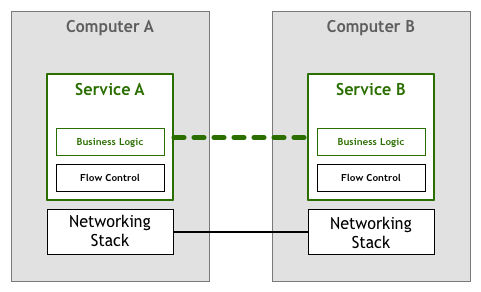 Computer A
Service A
Business Logic
Flow Control
Networking
Stack
Computer B
Service B
Business Logic
Flow Control
Networking
Stack